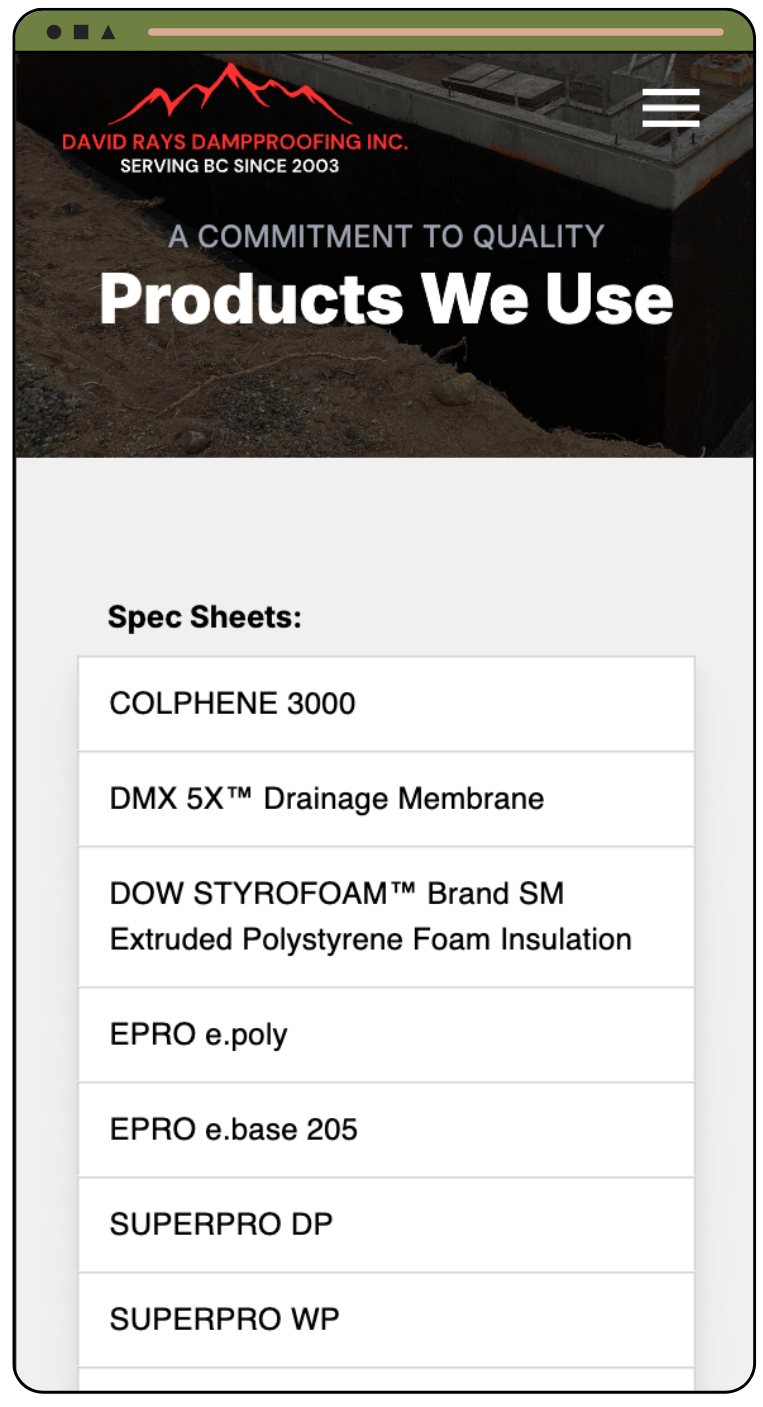 DAVID RAYS DAMPPROOFING INC.
SERVING BC SINCE 2003
A COMMITMENT TO QUALITY
Products We Use
Spec Sheets:
COLPHENE 3000
DMX 5X™ Drainage Membrane
DOW STYROFOAM™ Brand SM
Extruded Polystyrene Foam Insulation
EPRO e.poly
EPRO e.base 205
SUPERPRO DP
SUPERPRO WP